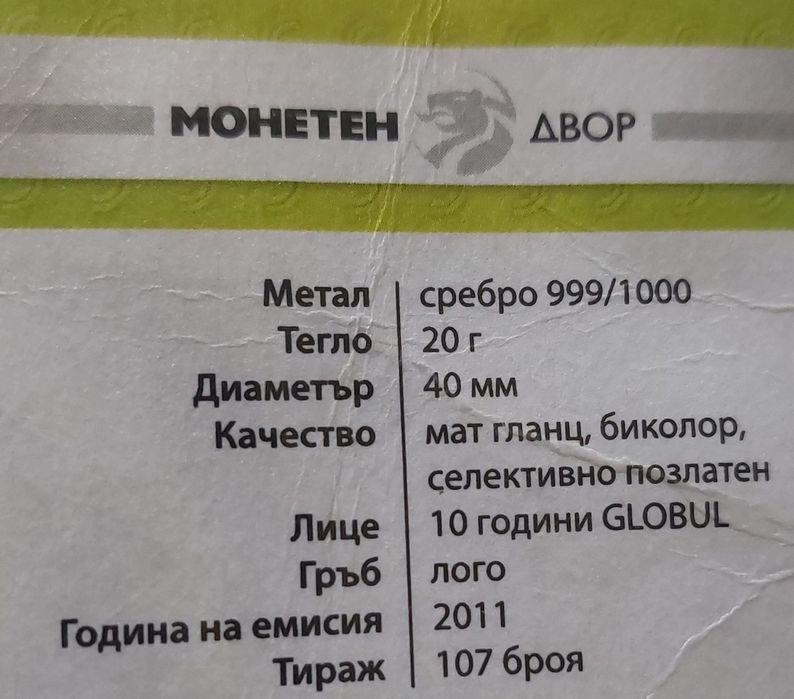 МОНЕТЕН ДВОР
Метал сребро 999/1000
Тегло 20 г
Диаметър 40 мм
Качество мат гланц, биколор,
селективно позлатен
Лице 10 години GLOBUL
Гръб лого
Година на емисия 2011
Тираж 107 броя